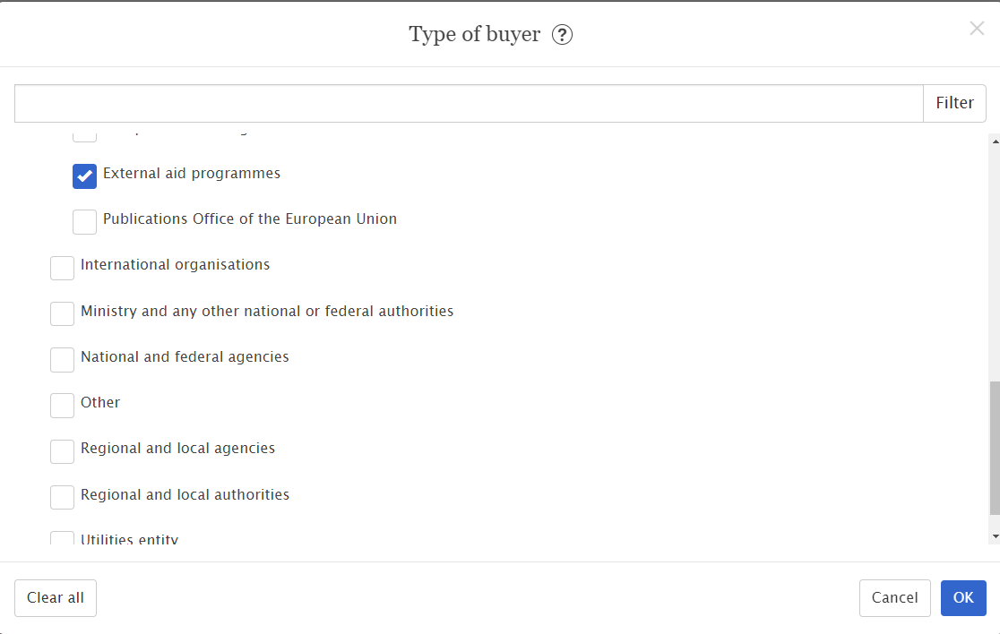 Type of buyer ?
Filter
External aid programmes
Publications Office of the European Union
International organisations
Ministry and any other national or federal authorities
National and federal agencies
Other
Regional and local agencies
Regional and local authorities
Utilities entity
Clear all
Cancel
OK